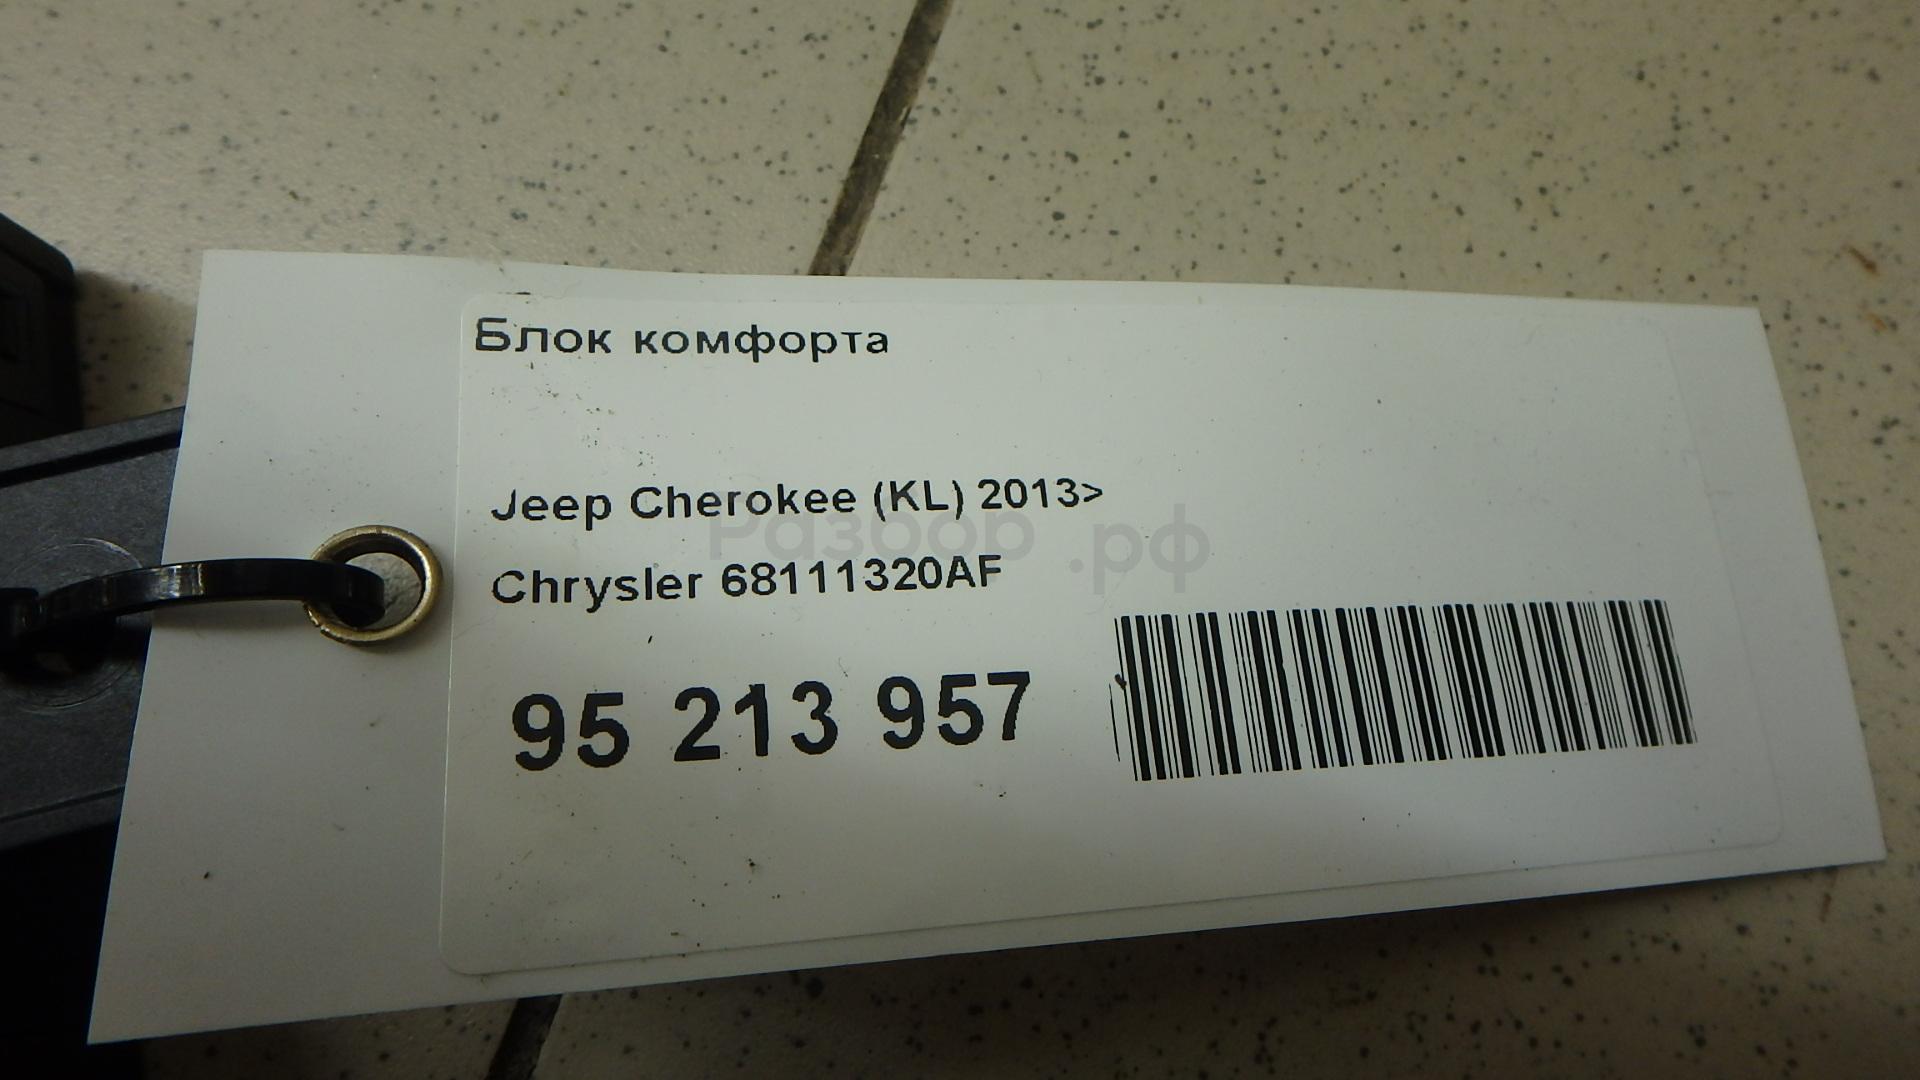 Блок комфорта
Jeep Cherokee (KL) 2013>
Разбор.рф
Chrysler 68111320AF
95 213 957